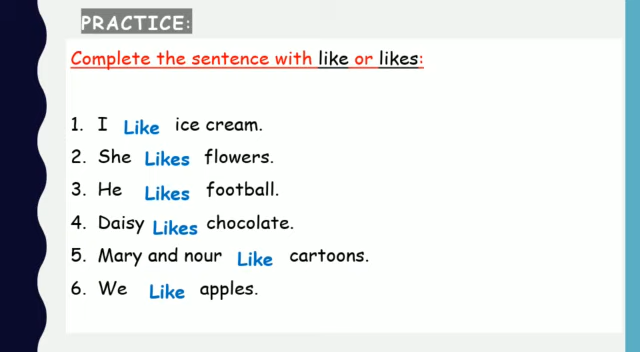 PRACTICE:
Complete the sentence with like or likes:
1. I Like ice cream.
2. She Likes flowers.
3. He Likes football.
4. Daisy Likes chocolate.
5. Mary and nour Like cartoons.
6. We Like apples.